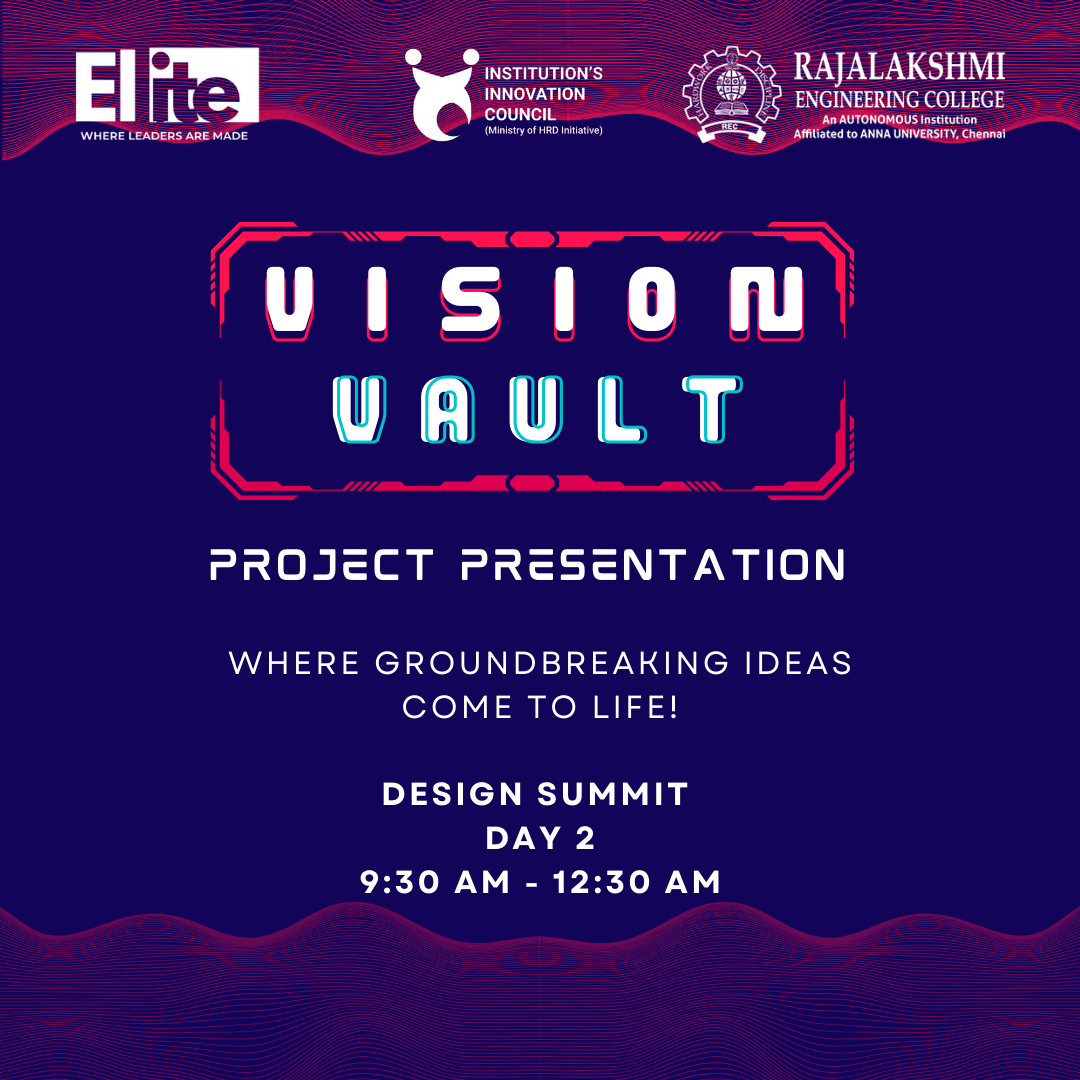 Elite
WHERE LEADERS ARE MADE
INSTITUTION'S
INNOVATION
COUNCIL
(Ministry of HRD Initiative)
REC
RAJALAKSHMI
ENGINEERING COLLEGE
An AUTONOMOUS Institution
Affiliated to ANNA UNIVERSITY, Chennai
VISION
VAULT
PROJECT PRESENTATION
WHERE GROUNDBREAKING IDEAS
COME TO LIFE!
DESIGN SUMMIT
DAY 2
9:30 AM - 12:30 AM